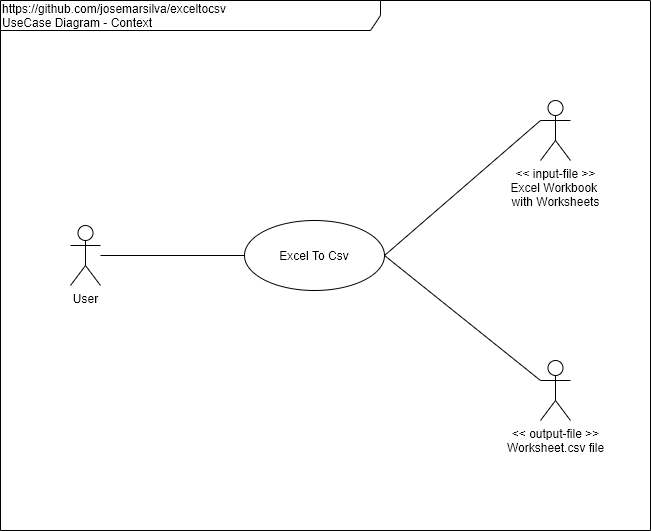 https://github.com/josemarsilva/exceltocsv
UseCase Diagram - Context
<< input-file >>
Excel Workbook
with Worksheets
Excel To Csv
User
<< output-file >>
Worksheet.csv file